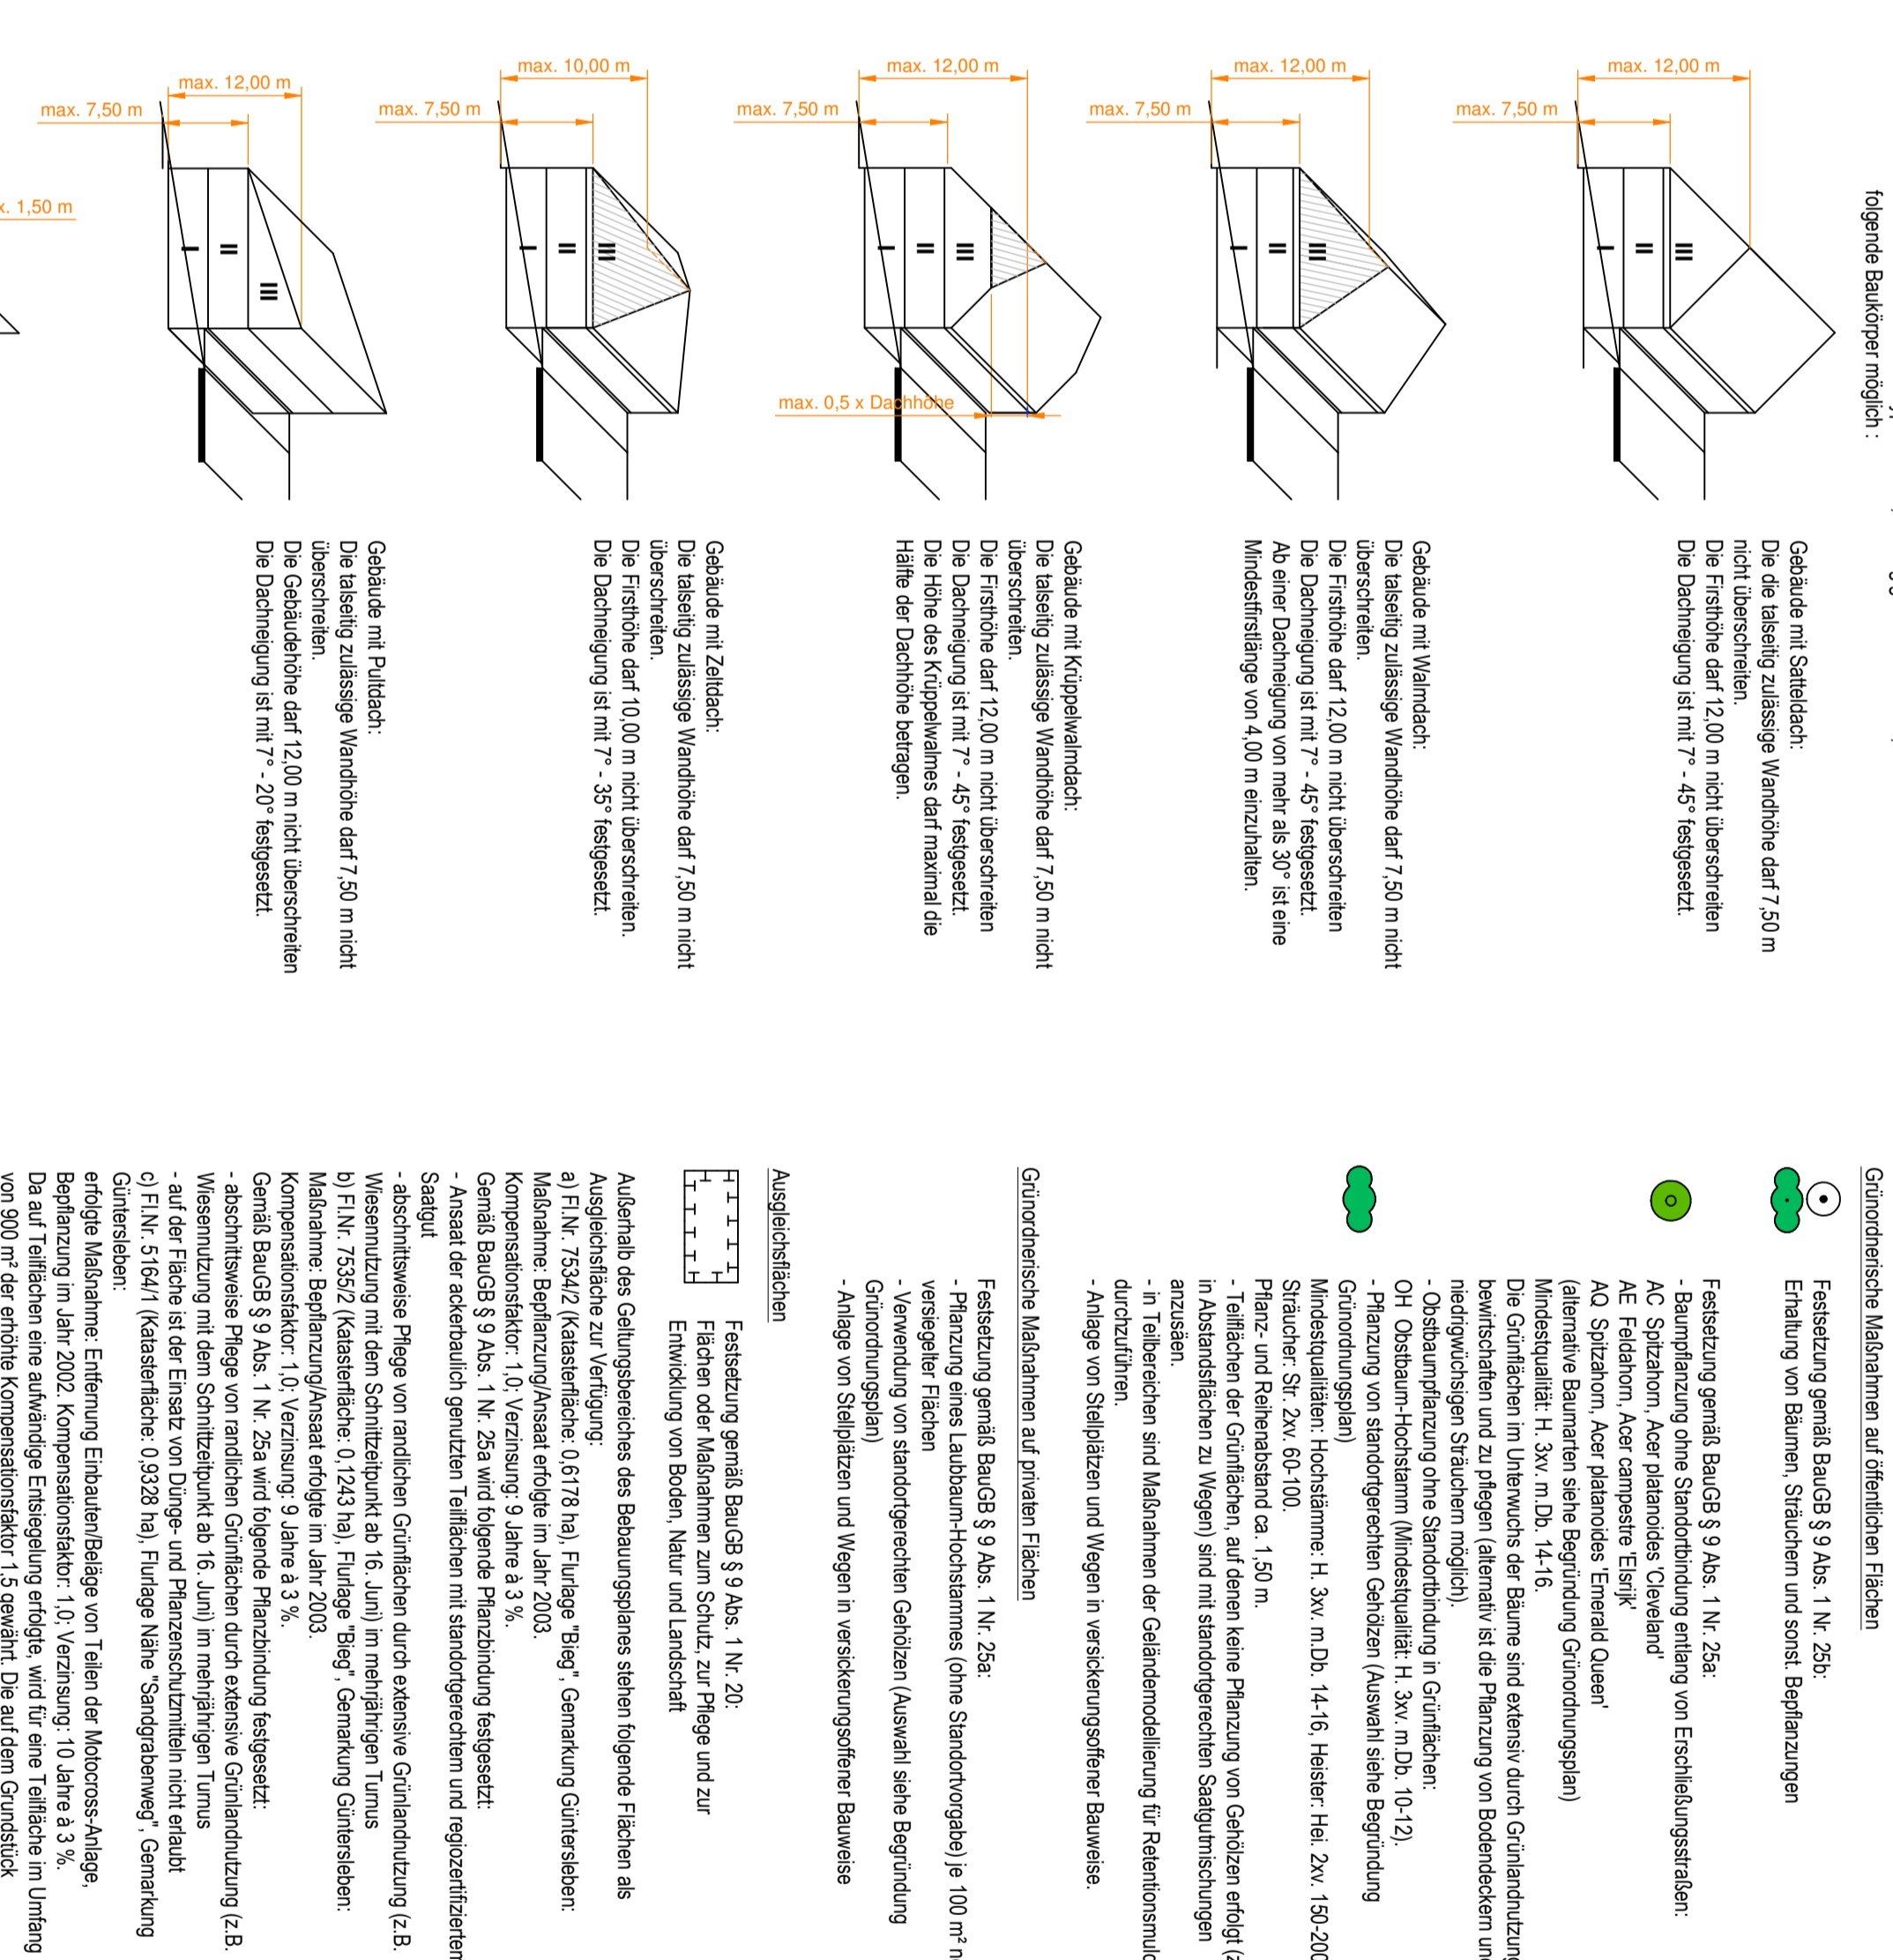 folgende Baukörper möglich :
max. 12,00 m
max. 7,50 m
I
II
III
Gebäude mit Satteldach:
Die die talseitig zulässige Wandhöhe darf 7,50 m
nicht überschreiten.
Die Firsthöhe darf 12,00 m nicht überschreiten
Die Dachneigung ist mit 7° - 45° festgesetzt.
max. 12,00 m
max. 7,50 m
I
II
III
Gebäude mit Walmdach:
Die talseitig zulässige Wandhöhe darf 7,50 m nicht
überschreiten.
Die Firsthöhe darf 12,00 m nicht überschreiten
Die Dachneigung ist mit 7° - 45° festgesetzt.
Ab einer Dachneigung von mehr als 30° ist eine
Mindestfirstlänge von 4,00 m einzuhalten.
max. 12,00 m
max. 7,50 m
I
II
III
max. 0,5 x Dachhöhe
Gebäude mit Krüppelwalmdach:
Die talseitig zulässige Wandhöhe darf 7,50 m nicht
überschreiten.
Die Firsthöhe darf 12,00 m nicht überschreiten
Die Dachneigung ist mit 7° - 45° festgesetzt.
Die Höhe des Krüppelwalmes darf maximal die
Hälfte der Dachhöhe betragen.
max. 10,00 m
max. 7,50 m
I
II
III
Gebäude mit Zeltdach:
Die talseitig zulässige Wandhöhe darf 7,50 m nicht
überschreiten.
Die Firsthöhe darf 10,00 m nicht überschreiten.
Die Dachneigung ist mit 7° - 35° festgesetzt.
max. 12,00 m
max. 7,50 m
I
II
III
Gebäude mit Pultdach:
Die talseitig zulässige Wandhöhe darf 7,50 m nicht
überschreiten.
Die Gebäudehöhe darf 12,00 m nicht überschreiten
Die Dachneigung ist mit 7° - 20° festgesetzt.
1,50 m
Grünordnerische Maßnahmen auf öffentlichen Flächen
Festsetzung gemäß BauGB § 9 Abs. 1 Nr. 25b:
Erhaltung von Bäumen, Sträuchern und sonst. Bepflanzungen
Festsetzung gemäß BauGB § 9 Abs. 1 Nr. 25a:
- Baumpflanzung ohne Standortbindung entlang von Erschließungsstraßen:
AC Spitzahorn, Acer platanoides 'Cleveland'
AE Feldahorn, Acer campestre 'Elsrijk'
AQ Spitzahorn, Acer platanoides 'Emerald Queen'
(alternative Baumarten siehe Begründung Grünordnungsplan)
Mindestqualität: H. 3xv. m.Db. 14-16.
Die Grünflächen im Unterwuchs der Bäume sind extensiv durch Grünlandnutzung
bewirtschaften und zu pflegen (alternativ ist die Pflanzung von Bodendeckern und
niedrigwüchsigen Sträuchern möglich).
- Obstbaumpflanzung ohne Standortbindung in Grünflächen:
OH Obstbaum-Hochstamm (Mindestqualität: H. 3xv. m.Db. 10-12).
- Pflanzung von standortgerechten Gehölzen (Auswahl siehe Begründung
Grünordnungsplan)
Mindestqualitäten: Hochstämme: H. 3xv. m.Db. 14-16, Heister: Hei. 2xv. 150-200
Sträucher: Str. 2xv. 60-100.
Pflanz- und Reihenabstand ca. 1,50 m.
- Teilflächen der Grünflächen, auf denen keine Pflanzung von Gehölzen erfolgt
in Abstandsflächen zu Wegen) sind mit standortgerechten Saatgutmischungen
anzusäen.
- in Teilbereichen sind Maßnahmen der Geländemodellierung für
durchzuführen.
- Anlage von Stellplätzen und Wegen in versickerungsoffener Bauweise.
Grünordnerische Maßnahmen auf privaten Flächen
Festsetzung gemäß BauGB § 9 Abs. 1 Nr. 25a:
- Pflanzung eines Laubbaum-Hochstammes (ohne Standortvorgabe) je 100 m²
versiegelter Flächen
- Verwendung von standortgerechten Gehölzen (Auswahl siehe Begründung
Grünordnungsplan)
- Anlage von Stellplätzen und Wegen in versickerungsoffener Bauweise
Ausgleichsflächen
Festsetzung gemäß BauGB § 9 Abs. 1 Nr. 20:
Flächen oder Maßnahmen zum Schutz, zur Pflege und zur
Entwicklung von Boden, Natur und Landschaft
Außerhalb des Geltungsbereiches des Bebauungsplanes stehen folgende Flächen als
Ausgleichsfläche zur Verfügung:
a) Fl.Nr. 7534/2 (Katasterfläche: 0,6178 ha), Flurlage "Bieg", Gemarkung Güntersleben:
Maßnahme: Bepflanzung/Ansaat erfolgte im Jahr 2003.
Kompensationsfaktor: 1,0; Verzinsung: 9 Jahre à 3 %.
Gemäß BauGB § 9 Abs. 1 Nr. 25a wird folgende Pflanzbindung festgesetzt:
- Ansaat der ackerbaulich genutzten Teilflächen mit standortgerechtem und regiozertifiziertem
Saatgut
- abschnittsweise Pflege von randlichen Grünflächen durch extensive Grünlandnutzung (z.B.
Wiesennutzung mit dem Schnittzeitpunkt ab 16. Juni) im mehrjährigen Turnus
b) Fl.Nr. 7535/2 (Katasterfläche: 0,1243 ha), Flurlage "Bieg", Gemarkung Güntersleben:
Maßnahme: Bepflanzung/Ansaat erfolgte im Jahr 2003.
Kompensationsfaktor: 1,0; Verzinsung: 9 Jahre à 3 %.
Gemäß BauGB § 9 Abs. 1 Nr. 25a wird folgende Pflanzbindung festgesetzt:
- abschnittsweise Pflege von randlichen Grünflächen durch extensive Grünlandnutzung (z.B.
Wiesennutzung mit dem Schnittzeitpunkt ab 16. Juni) im mehrjährigen Turnus
- auf der Fläche ist der Einsatz von Dünge- und Pflanzenschutzmitteln nicht erlaubt
c) Fl.Nr. 5164/1 (Katasterfläche: 0,9328 ha), Flurlage Nähe "Sandgrabenweg", Gemarkung
Güntersleben:
erfolgte Maßnahme: Entfernung Einbauten/Beläge von Teilen der Motocross-Anlage,
Bepflanzung im Jahr 2002. Kompensationsfaktor: 1,0; Verzinsung: 10 Jahre à 3 %.
Da auf Teilflächen eine aufwändige Entsiegelung erfolgte, wird für eine Teilfläche im Umfang
von 900 m² der erhöhte Kompensationsfaktor 1,5 gewährt. Die auf dem Grundstück